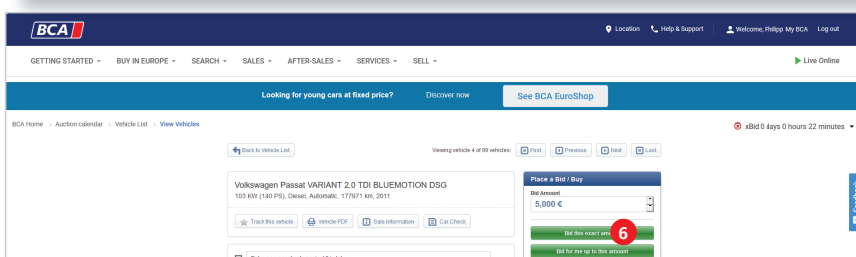 BCA
Location Help & Support Welcome, Philipp My BCA Log out
GETTING STARTED BUY IN EUROPE SEARCH SALES AFTER-SALES SERVICES SELL Live Online
Looking for young cars at fixed price? Discover now See BCA EuroShop
BCA Home > Auction calendar > Vehicle List > View Vehicles
xBid 0 days 0 hours 22 minutes
Back to Vehicle List Viewing vehicle 4 of 99 vehicles: First Previous Next Last
Volkswagen Passat VARIANT 2.0 TDI BLUEMOTION DSG
103 KW (140 PS), Diesel, Automatic, 177971 km, 2011
Track this vehicle Vehicle PDF Sale Information Car Check
Place a Bid / Buy
Bid Amount
5,000 €
Bid this exact am
6
Bid for me up to this amount